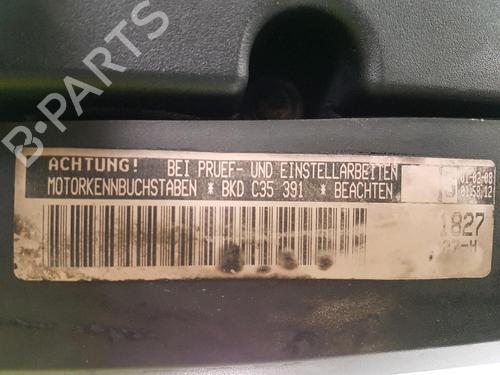 B-PARTS
ACHTUNG! BEI PRUEF- UND EINSTELLARBEITEN
MOTORKENNBUCHSTABEN * BKD C35 391 * BEACHTEN
1827